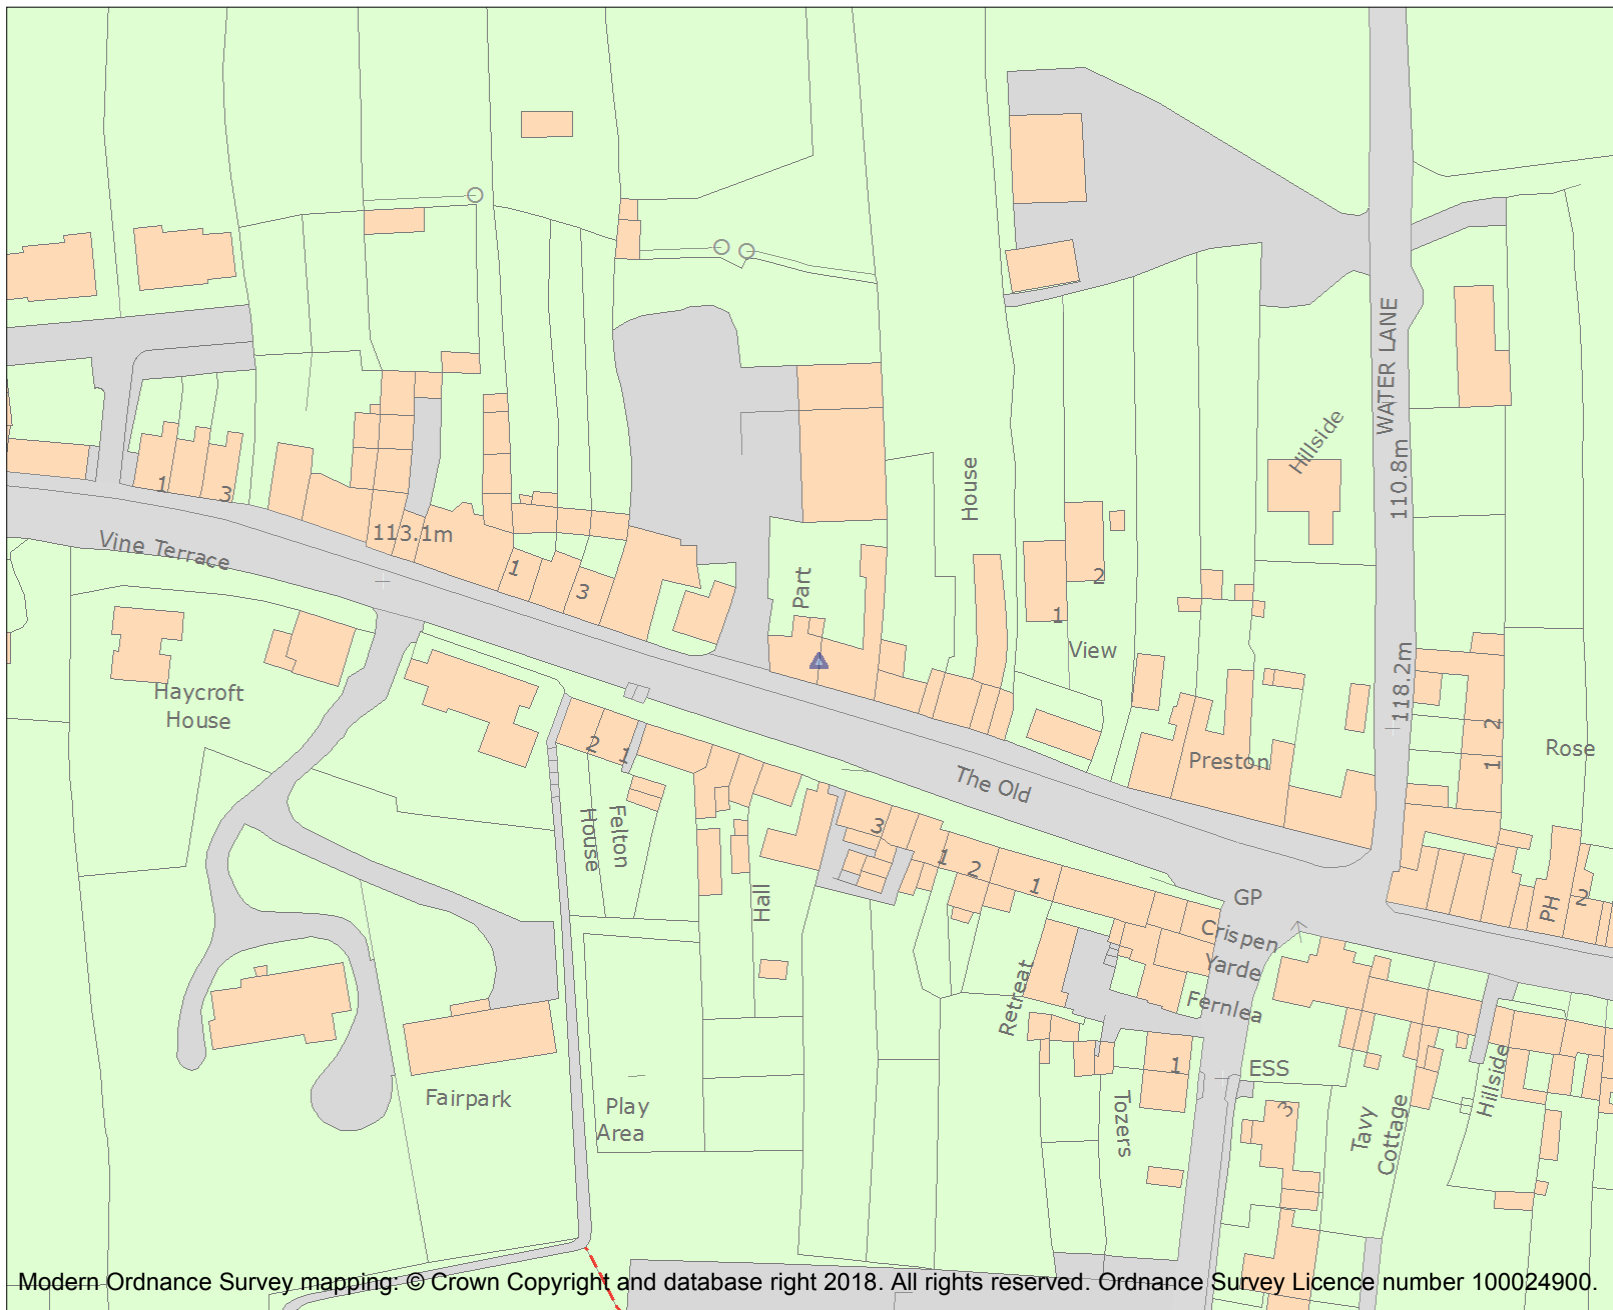 WATER LANE
Hillside
110.8m
House
1
3
113.1m
Vine Terrace
1
3
Part
2
1
View
118.2m
Haycroft
House
2
1
Preston
2
1
Rose
The Old
Felton
House
3
1
2
1
Hall
GP
PH
2
Crispen
Yarde
Retreat
Fernlea
1
ESS
Hillside
Fairpark
Play
Area
Tozers
3
Tavy
Cottage
Modern Ordnance Survey mapping: © Crown Copyright and database right 2018. All rights reserved. Ordnance Survey Licence number 100024900.